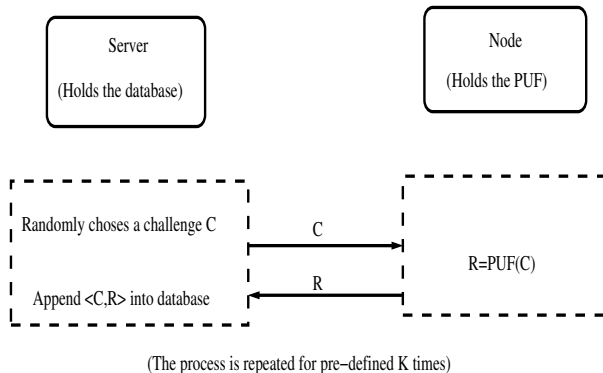 Server
(Holds the database)
Node
(Holds the PUF)
Randomly choses a challenge C
Append <C,R> into database
C
R
R=PUF(C)
(The process is repeated for pre−defined K times)